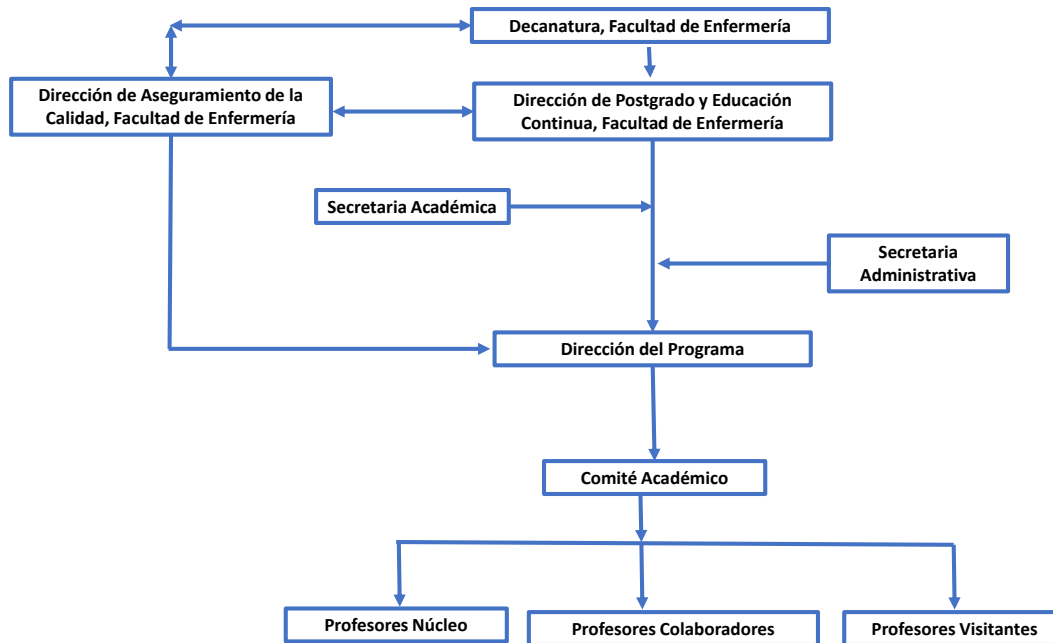 Decanatura, Facultad de Enfermería
Dirección de Aseguramiento de la
Calidad, Facultad de Enfermería
Dirección de Postgrado y Educación
Continua, Facultad de Enfermería
Secretaria Académica
Secretaria
Administrativa
Dirección del Programa
Comité Académico
Profesores Núcleo
Profesores Colaboradores
Profesores Visitantes